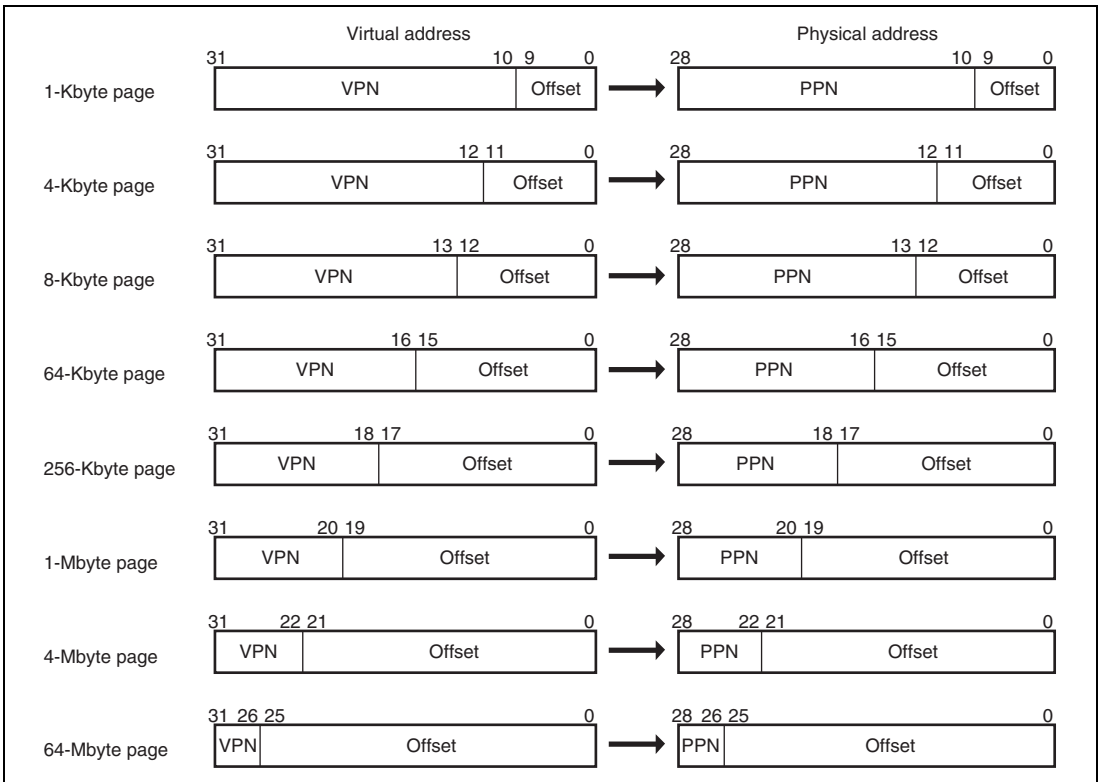 Virtual address Physical address
31 10 9 0 28 10 9 0
1-Kbyte page VPN Offset PPN Offset
31 12 11 0 28 12 11 0
4-Kbyte page VPN Offset PPN Offset
31 13 12 0 28 13 12 0
8-Kbyte page VPN Offset PPN Offset
31 16 15 0 28 16 15 0
64-Kbyte page VPN Offset PPN Offset
31 18 17 0 28 18 17 0
256-Kbyte page VPN Offset PPN Offset
31 20 19 0 28 20 19 0
1-Mbyte page VPN Offset PPN Offset
31 22 21 0 28 22 21 0
4-Mbyte page VPN Offset PPN Offset
31 26 25 0 28 26 25 0
64-Mbyte page VPN Offset PPN Offset